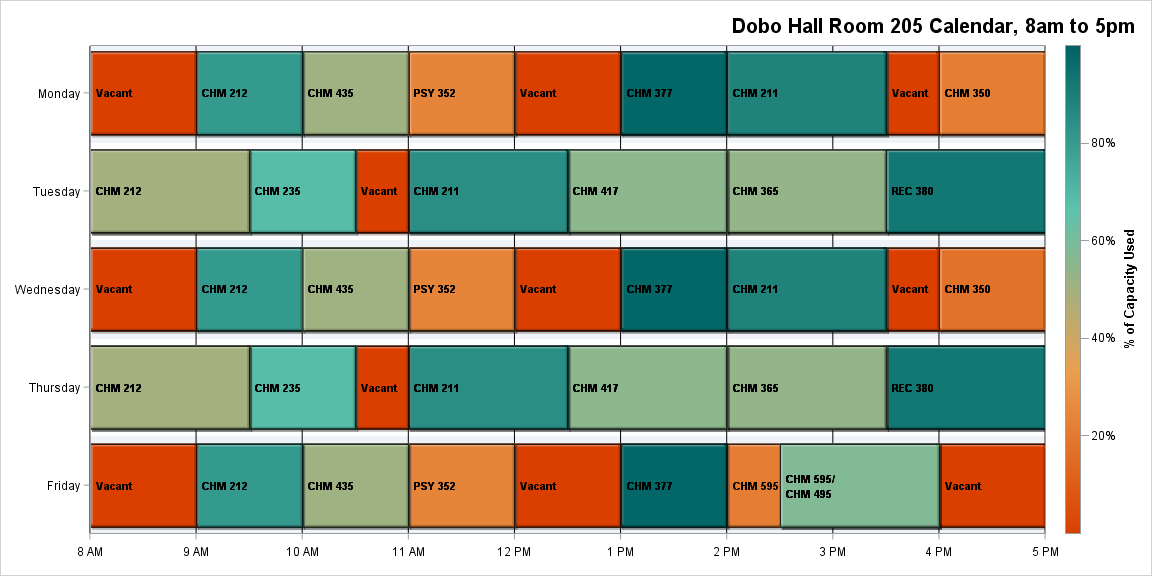 Dobo Hall Room 205 Calendar, 8am to 5pm
Monday
Vacant
CHM 212
CHM 435
PSY 352
Vacant
CHM 377
CHM 211
Vacant
CHM 350
Tuesday
CHM 212
CHM 235
Vacant
CHM 211
CHM 417
CHM 365
REC 380
Wednesday
Vacant
CHM 212
CHM 435
PSY 352
Vacant
CHM 377
CHM 211
Vacant
CHM 350
Thursday
CHM 212
CHM 235
Vacant
CHM 211
CHM 417
CHM 365
REC 380
Friday
Vacant
CHM 212
CHM 435
PSY 352
Vacant
CHM 377
CHM 595
CHM 595/
CHM 495
Vacant
8 AM
9 AM
10 AM
11 AM
12 PM
1 PM
2 PM
3 PM
4 PM
5 PM
80%
60%
40%
20%
% of Capacity Used